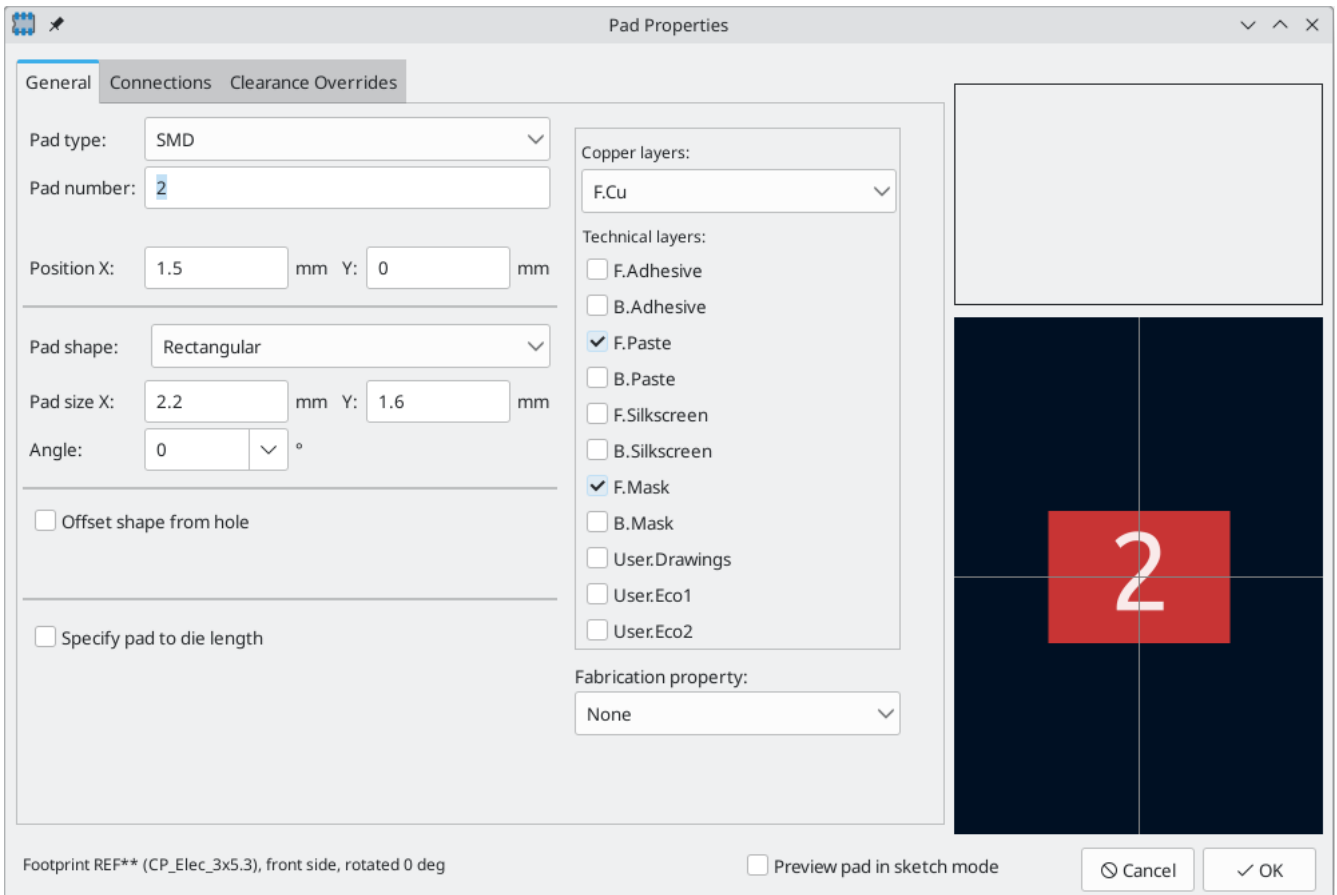 Pad Properties
General Connections Clearance Overrides
Pad type: SMD
Pad number: 2
Position X: 1.5 mm Y: 0 mm
Pad shape: Rectangular
Pad size X: 2.2 mm Y: 1.6 mm
Angle: 0 °
Offset shape from hole
Specify pad to die length
Copper layers:
F.Cu
Technical layers:
F.Adhesive
B.Adhesive
F.Paste
B.Paste
F.Silkscreen
B.Silkscreen
F.Mask
B.Mask
User.Drawings
User.Eco1
User.Eco2
Fabrication property:
None
2
Footprint REF** (CP_Elec_3x5.3), front side, rotated 0 deg
Preview pad in sketch mode
Cancel
OK